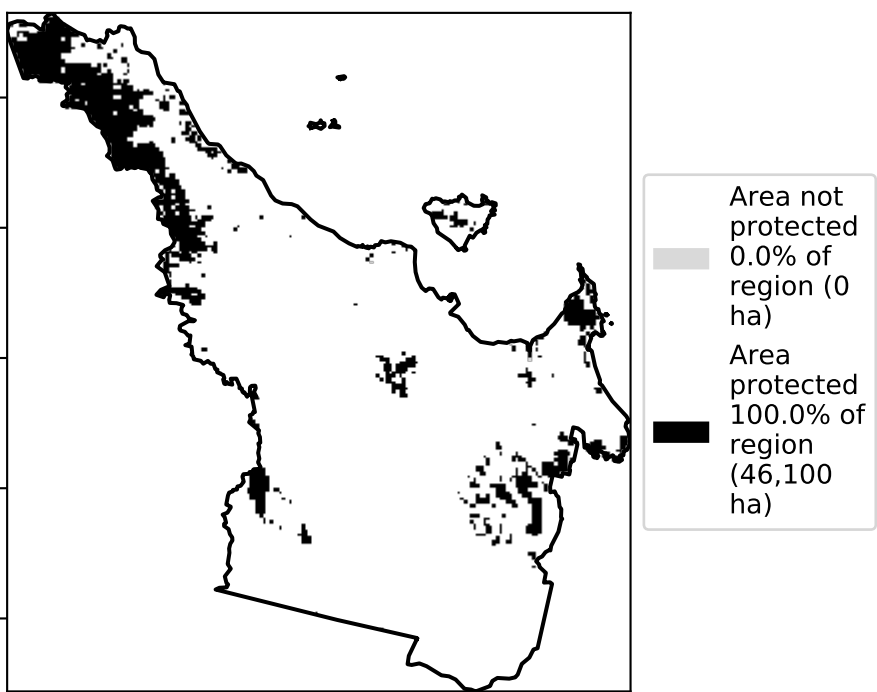 Area not
protected
0.0% of
region (0
ha)
Area
protected
100.0% of
region
(46,100
ha)